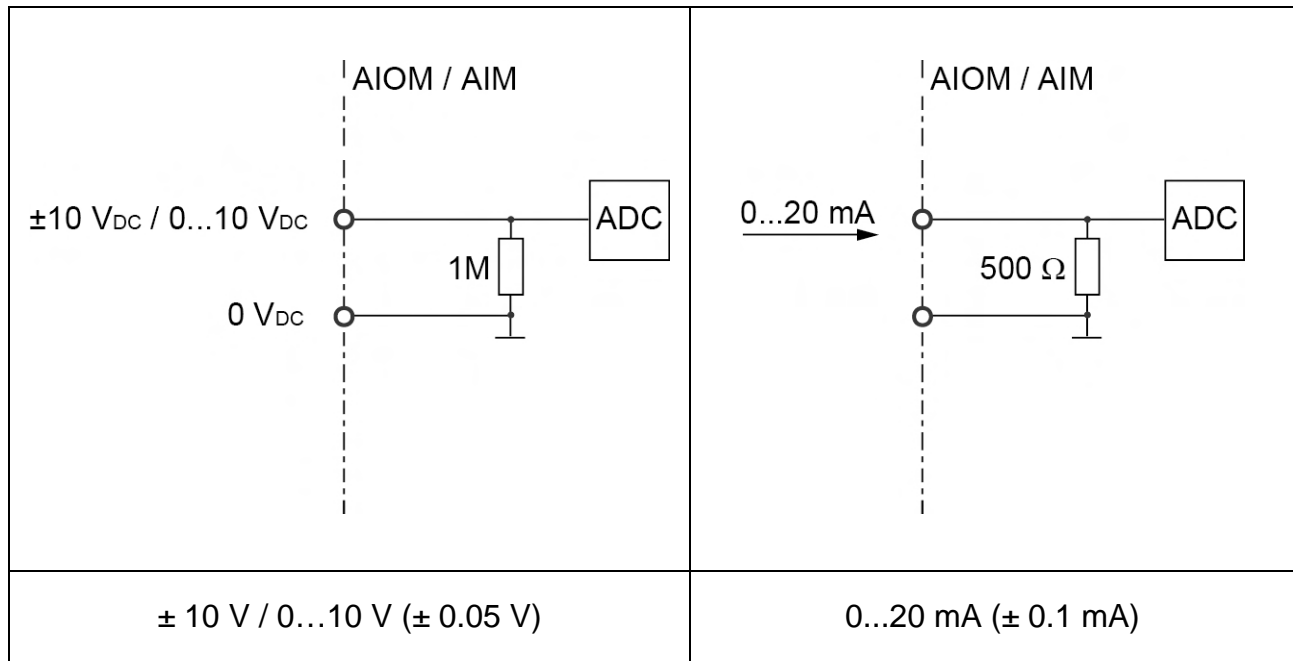 AIOM / AIM
±10 VDC / 0...10 VDC
ADC
1M
0 VDC
± 10 V / 0…10 V (± 0.05 V)
AIOM / AIM
0...20 mA
ADC
500 Ω
0...20 mA (± 0.1 mA)